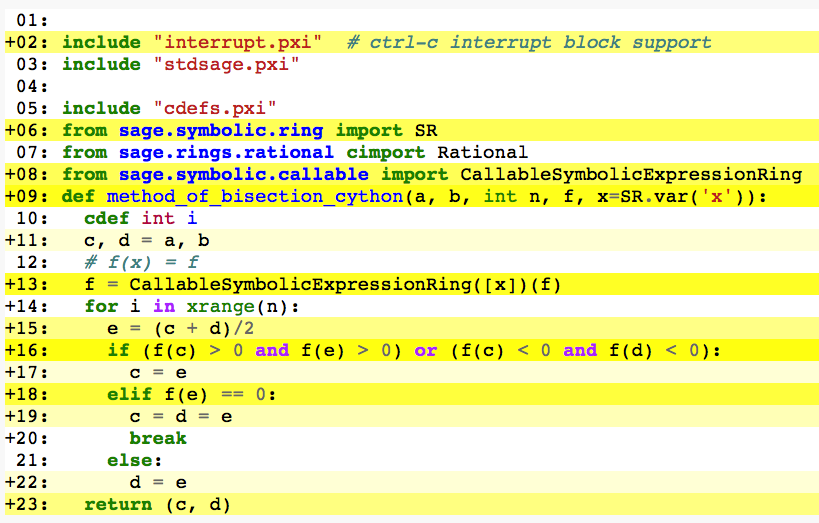 01:
+02: include "interrupt.pxi"  # ctrl-c interrupt block support
03: include "stdsage.pxi"
04:
05: include "cdefs.pxi"
+06: from sage.symbolic.ring import SR
07: from sage.rings.rational cimport Rational
+08: from sage.symbolic.callable import CallableSymbolicExpressionRing
+09: def method_of_bisection_cython(a, b, int n, f, x=SR.var('x')):
10:   cdef int i
+11:   c, d = a, b
12:   # f(x) = f
+13:   f = CallableSymbolicExpressionRing([x])(f)
+14:   for i in xrange(n):
+15:     e = (c + d)/2
+16:     if (f(c) > 0 and f(e) > 0) or (f(c) < 0 and f(d) < 0):
+17:       c = e
+18:     elif f(e) == 0:
+19:       c = d = e
+20:       break
21:     else:
+22:       d = e
+23:   return (c, d)